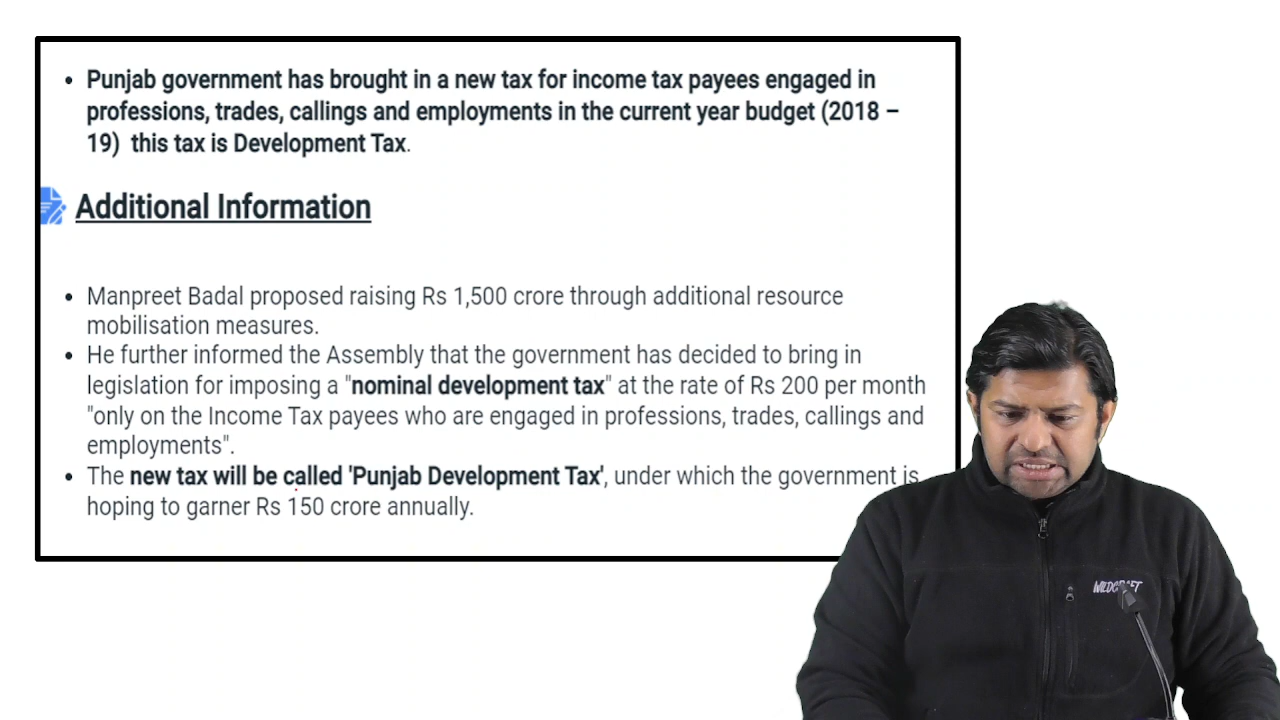 • Punjab government has brought in a new tax for income tax payees engaged in
professions, trades, callings and employments in the current year budget (2018 –
19) this tax is Development Tax.
Additional Information
• Manpreet Badal proposed raising Rs 1,500 crore through additional resource
mobilisation measures.
• He further informed the Assembly that the government has decided to bring in
legislation for imposing a "nominal development tax" at the rate of Rs 200 per month
"only on the Income Tax payees who are engaged in professions, trades, callings and
employments".
• The new tax will be called 'Punjab Development Tax', under which the government is
hoping to garner Rs 150 crore annually.
WILDCRAFT